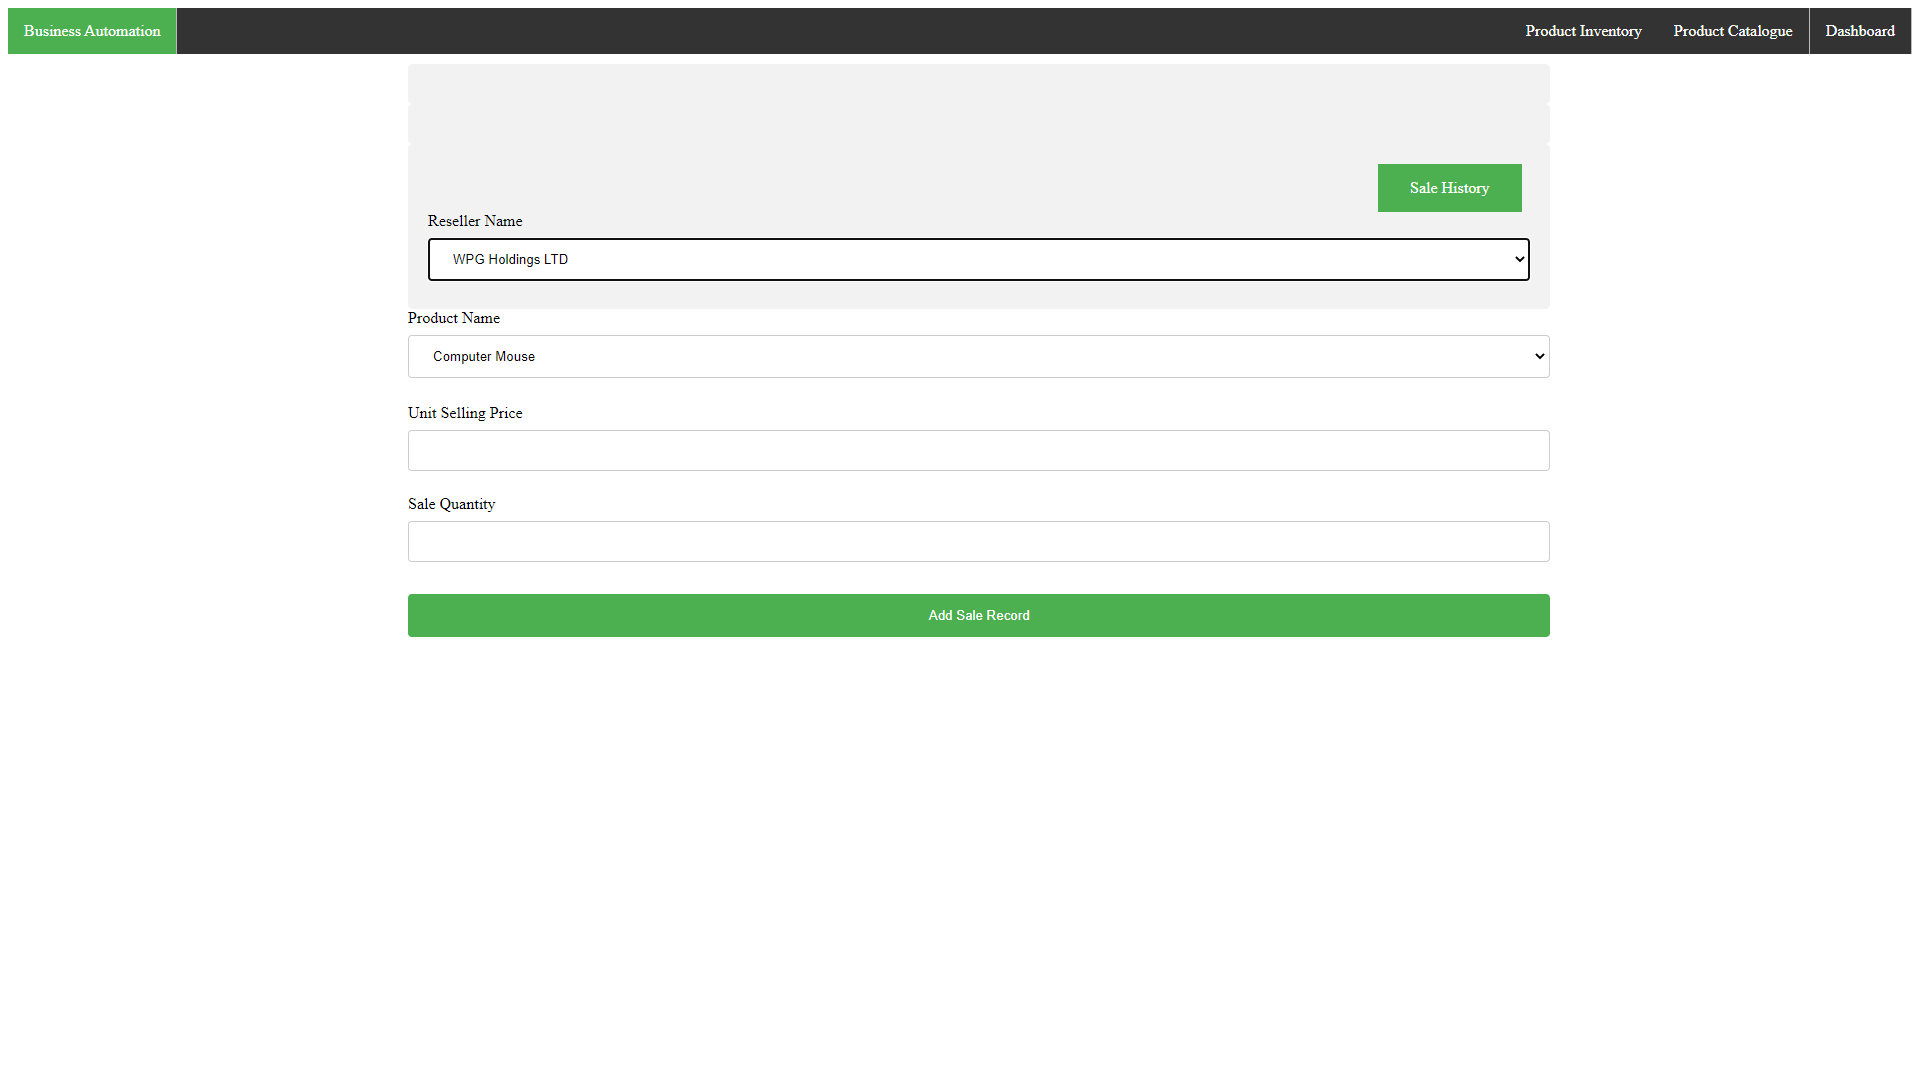 Business Automation
Product Inventory
Product Catalogue
Dashboard
Sale History
Reseller Name
WPG Holdings LTD
Product Name
Computer Mouse
Unit Selling Price
Sale Quantity
Add Sale Record